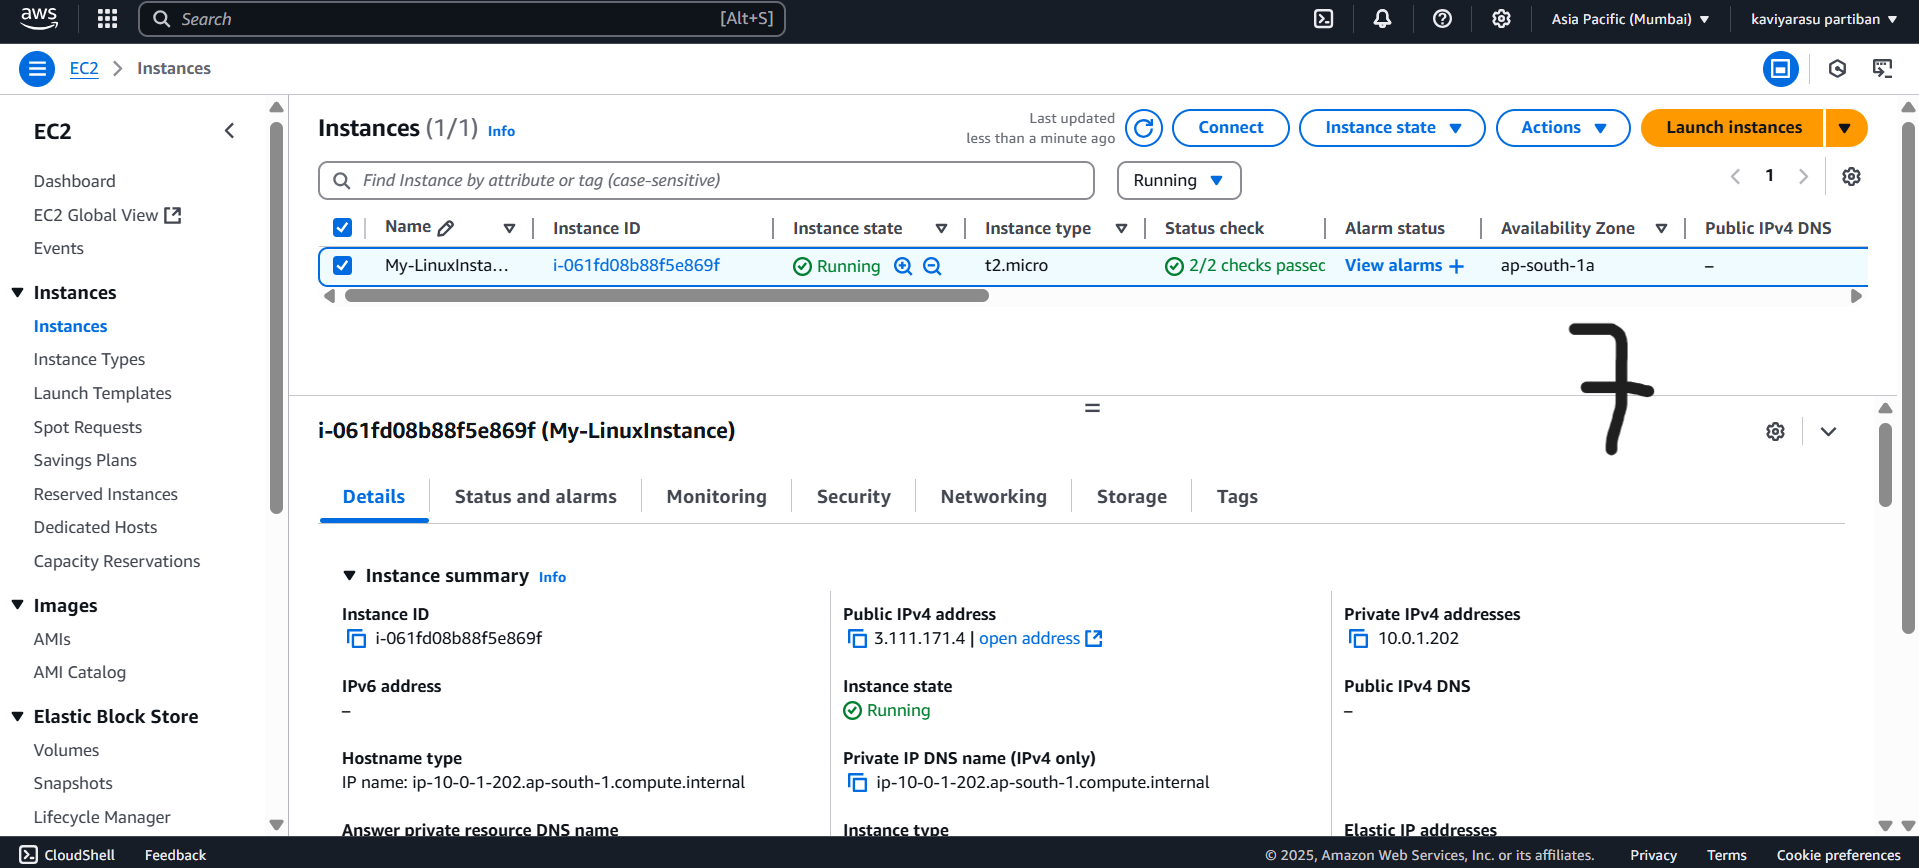 aws
Search [Alt+S]
Asia Pacific (Mumbai)
kaviyarasu partiban
EC2 > Instances
EC2
Dashboard
EC2 Global View
Events
Instances
Instances
Instance Types
Launch Templates
Spot Requests
Savings Plans
Reserved Instances
Dedicated Hosts
Capacity Reservations
Images
AMIs
AMI Catalog
Elastic Block Store
Volumes
Snapshots
Lifecycle Manager
Instances (1/1) Info
Last updated
less than a minute ago
Connect
Instance state
Actions
Launch instances
Find Instance by attribute or tag (case-sensitive)
Running
1
Name Instance ID Instance state Instance type Status check Alarm status Availability Zone Public IPv4 DNS
My-LinuxInsta... i-061fd08b88f5e869f Running t2.micro 2/2 checks passed View alarms + ap-south-1a –
7
i-061fd08b88f5e869f (My-LinuxInstance)
Details Status and alarms Monitoring Security Networking Storage Tags
Instance summary Info
Instance ID
i-061fd08b88f5e869f
Public IPv4 address
3.111.171.4 | open address
Private IPv4 addresses
10.0.1.202
IPv6 address
–
Instance state
Running
Public IPv4 DNS
–
Hostname type
IP name: ip-10-0-1-202.ap-south-1.compute.internal
Private IP DNS name (IPv4 only)
ip-10-0-1-202.ap-south-1.compute.internal
Answer private resource DNS name
Instance type
Elastic IP addresses
CloudShell Feedback
© 2025, Amazon Web Services, Inc. or its affiliates. Privacy Terms Cookie preferences